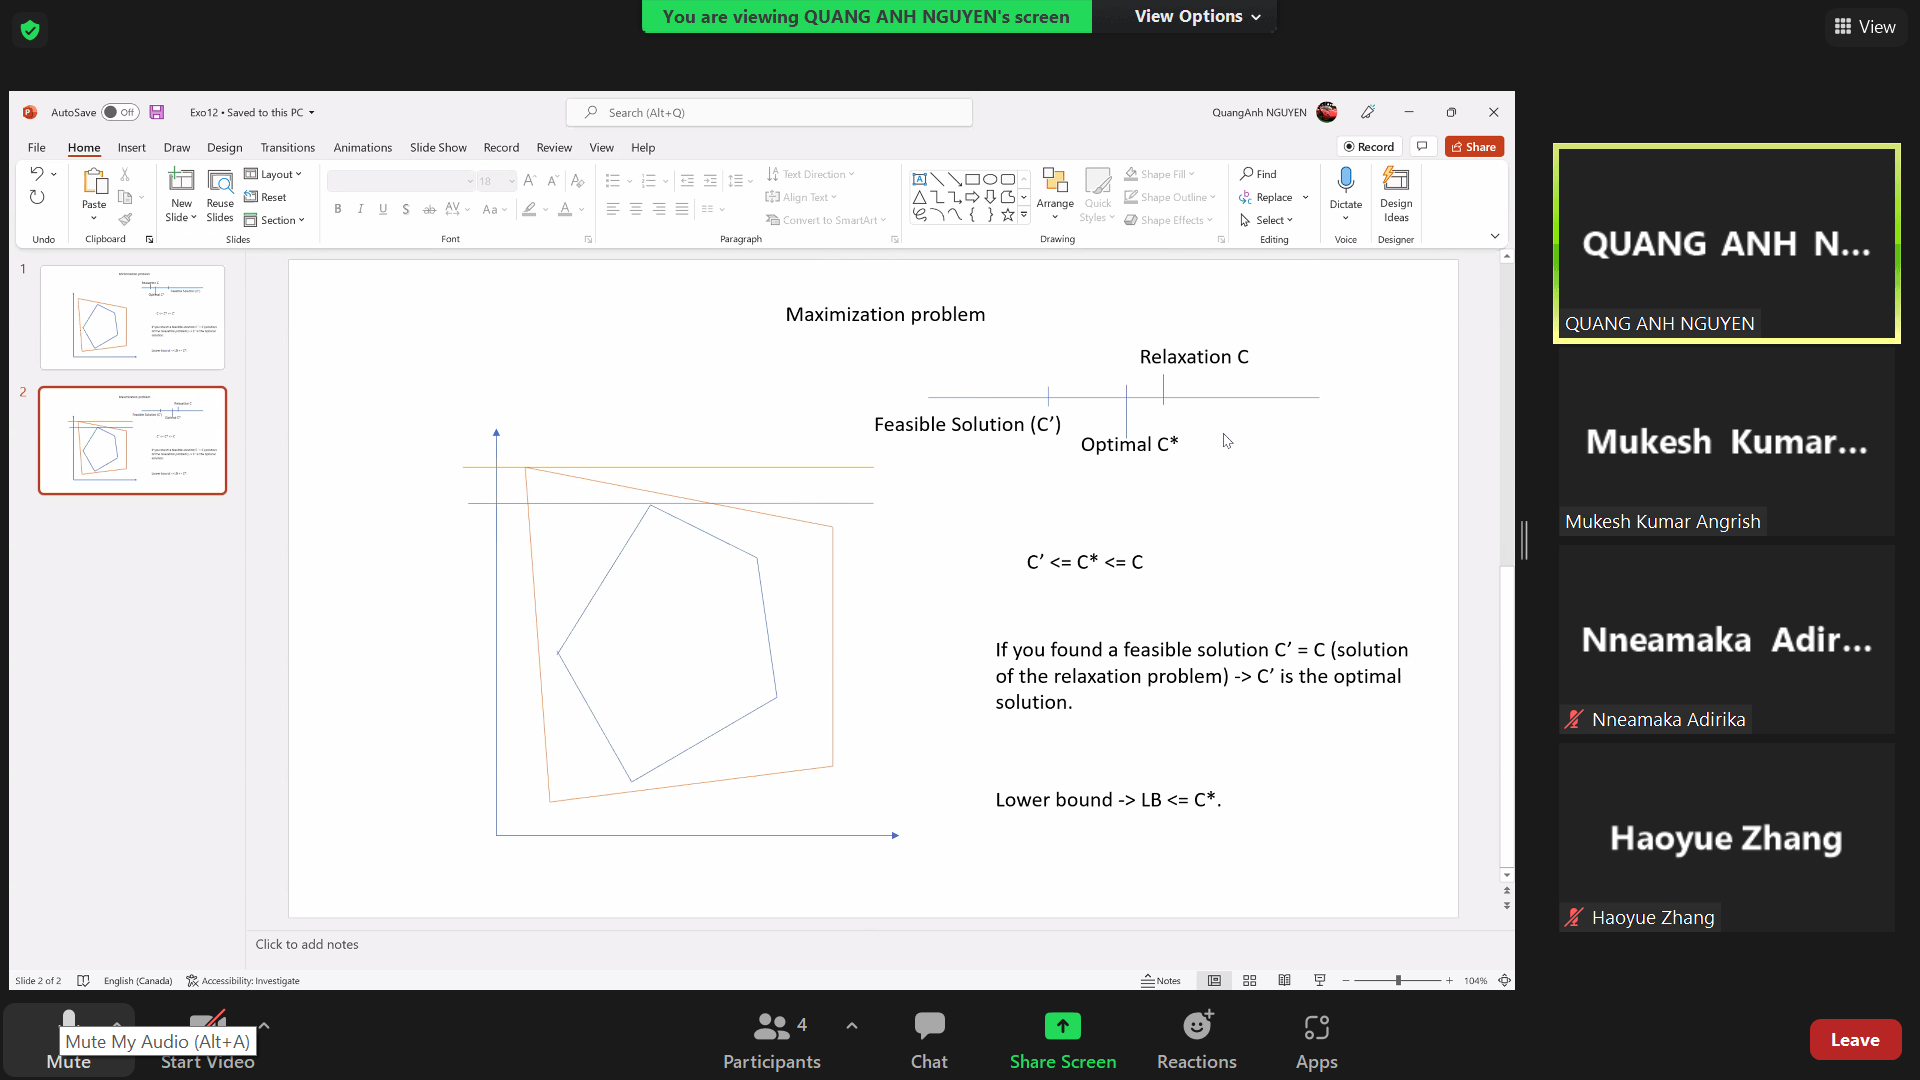 You are viewing QUANG ANH NGUYEN's screen
View Options
View
AutoSave
Off
Exo12 • Saved to this PC
Search (Alt+Q)
QuangAnh NGUYEN
File
Home
Insert
Draw
Design
Transitions
Animations
Slide Show
Record
Review
View
Help
Record
Share
Undo
Paste
Clipboard
New
Slide
Reuse
Slides
Layout
Reset
Section
Slides
18
Font
Text Direction
Align Text
Convert to SmartArt
Paragraph
Arrange
Quick
Styles
Shape Fill
Shape Outline
Shape Effects
Drawing
Find
Replace
Select
Editing
Dictate
Voice
Design
Ideas
Designer
1
2
Maximization problem
Relaxation C
Feasible Solution (C’)
Optimal C*
C’ <= C* <= C
If you found a feasible solution C’ = C (solution
of the relaxation problem) -> C’ is the optimal
solution.
Lower bound -> LB <= C*.
Click to add notes
Slide 2 of 2
English (Canada)
Accessibility: Investigate
Notes
104%
QUANG ANH N...
QUANG ANH NGUYEN
Mukesh Kumar...
Mukesh Kumar Angrish
Nneamaka Adir...
Nneamaka Adirika
Haoyue Zhang
Haoyue Zhang
Mute My Audio (Alt+A)
Mute
Start Video
4
Participants
Chat
Share Screen
Reactions
Apps
Leave